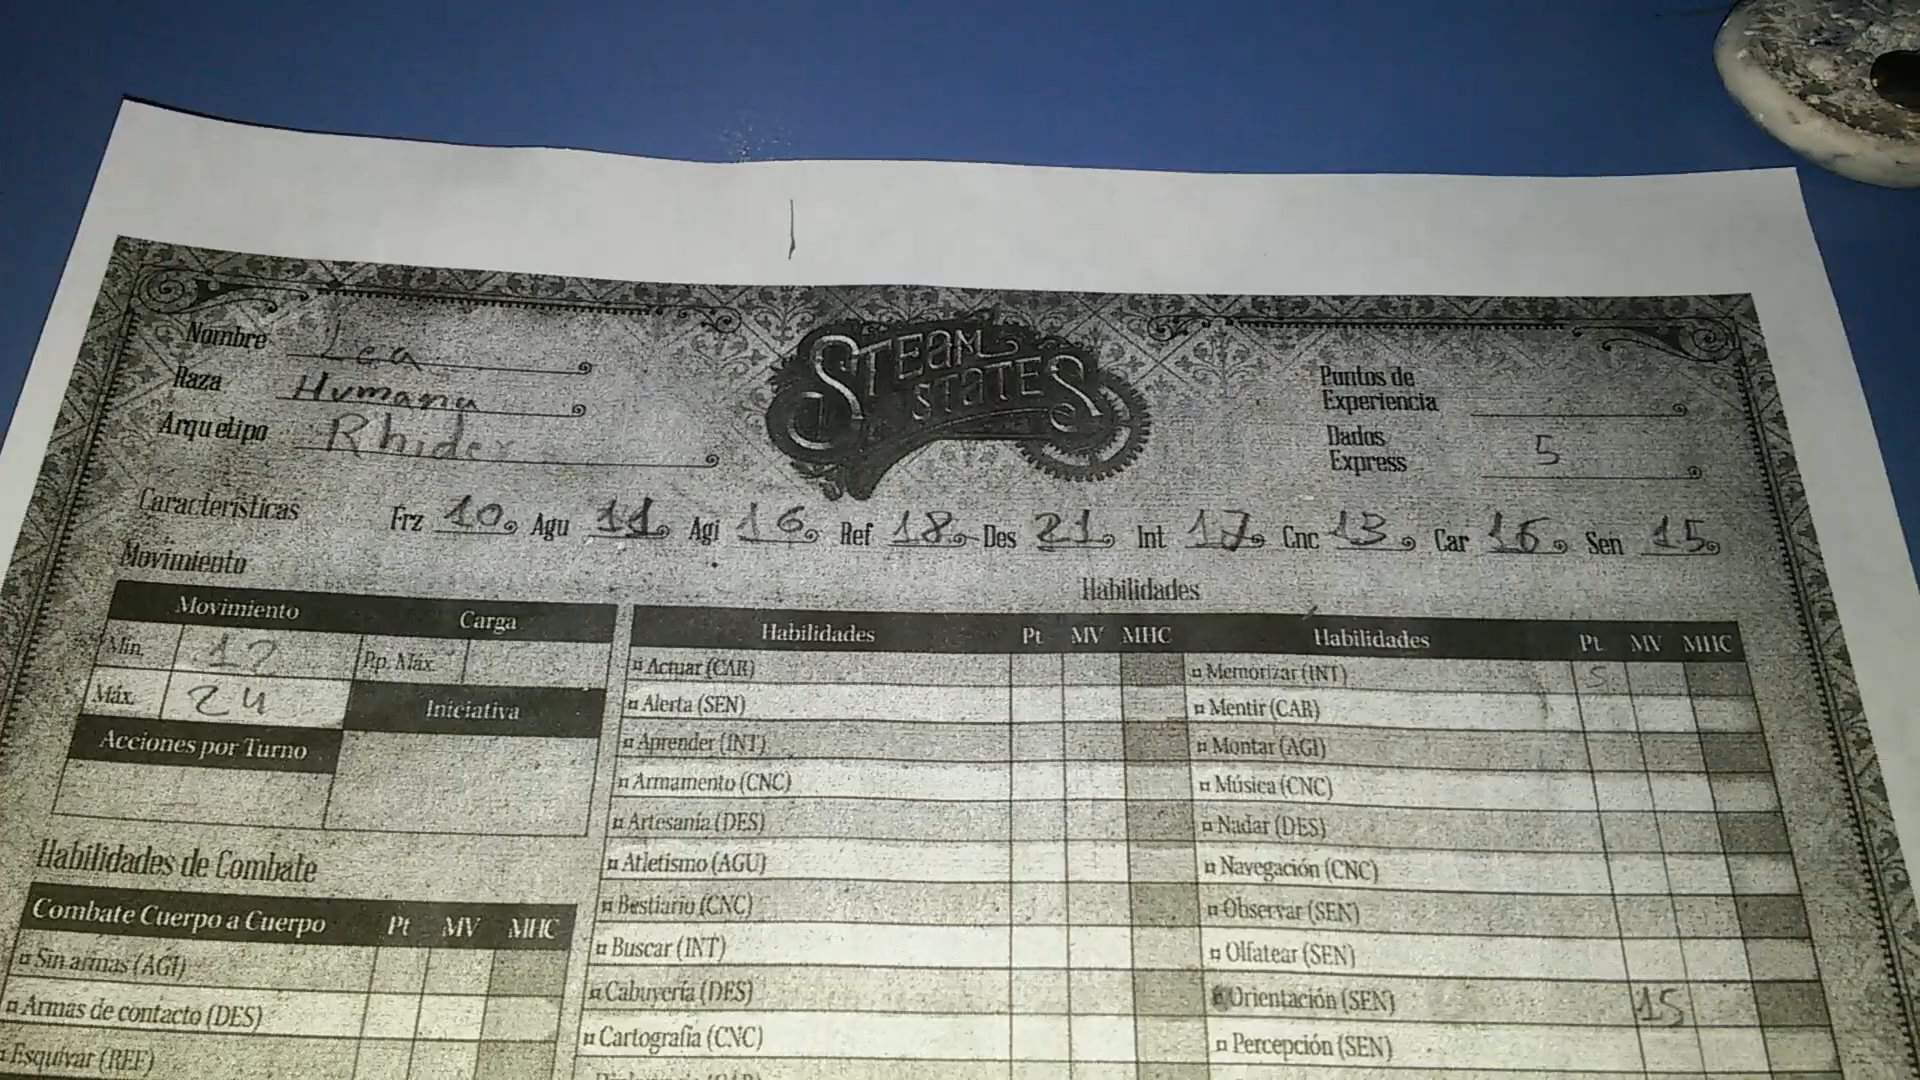 Nombre Lea
Raza Humana
Arquetipo Rhider
STEAM
STATES
Puntos de
Experiencia
Dados
Express 5
Características Frz 10 Agu 11 Agi 16 Ref 18 Des 21 Int 17 Cnc 13 Car 16 Sen 15
Movimiento
Movimiento Carga
Mín. 12 Pp. Máx.
Máx. 24 Iniciativa
Acciones por Turno
Habilidades de Combate
Combate Cuerpo a Cuerpo Pt MV MHC
Sin armas (AGI)
Armas de contacto (DES)
Esquivar (REF)
Habilidades
Habilidades Pt MV MHC Habilidades Pt MV MHC
Actuar (CAR) Memorizar (INT) 5
Alerta (SEN) Mentir (CAR)
Aprender (INT) Montar (AGI)
Armamento (CNC) Música (CNC)
Artesanía (DES) Nadar (DES)
Atletismo (AGU) Navegación (CNC)
Bestiario (CNC) Observar (SEN)
Buscar (INT) Olfatear (SEN)
Cabuyería (DES) Orientación (SEN) 15
Cartografía (CNC) Percepción (SEN)